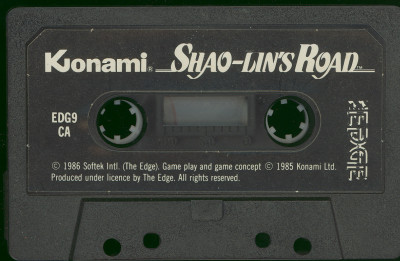 Konami® SHAO-LIN'S ROAD™
EDG9
CA
THE EDGE
© 1986 Softek Intl. (The Edge). Game play and game concept © 1985 Konami Ltd.
Produced under licence by The Edge. All rights reserved.